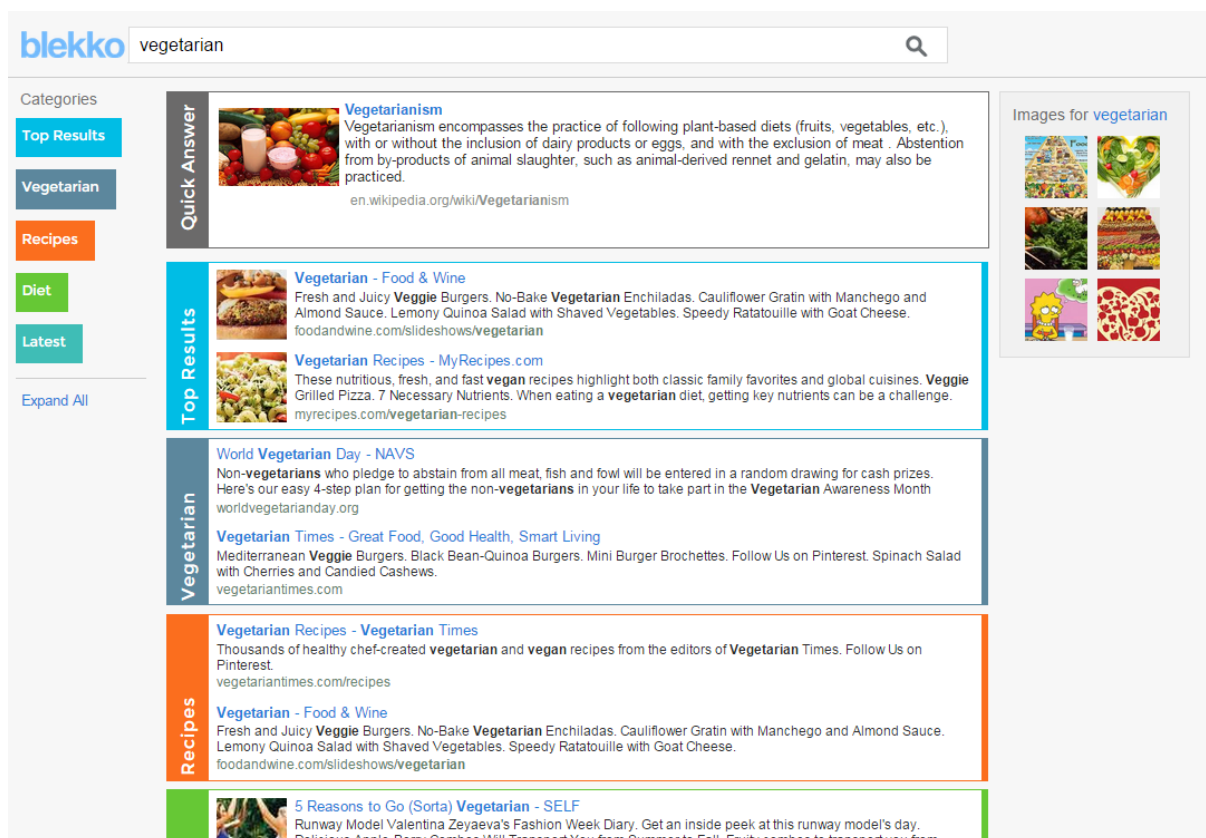 blekko
vegetarian
Categories
Top Results
Vegetarian
Recipes
Diet
Latest
Expand All
Quick Answer
Vegetarianism
Vegetarianism encompasses the practice of following plant-based diets (fruits, vegetables, etc.),
with or without the inclusion of dairy products or eggs, and with the exclusion of meat . Abstention
from by-products of animal slaughter, such as animal-derived rennet and gelatin, may also be
practiced.
en.wikipedia.org/wiki/Vegetarianism
Top Results
Vegetarian - Food & Wine
Fresh and Juicy Veggie Burgers. No-Bake Vegetarian Enchiladas. Cauliflower Gratin with Manchego and
Almond Sauce. Lemony Quinoa Salad with Shaved Vegetables. Speedy Ratatouille with Goat Cheese.
foodandwine.com/slideshows/vegetarian
Vegetarian Recipes - MyRecipes.com
These nutritious, fresh, and fast vegan recipes highlight both classic family favorites and global cuisines. Veggie
Grilled Pizza. 7 Necessary Nutrients. When eating a vegetarian diet, getting key nutrients can be a challenge.
myrecipes.com/vegetarian-recipes
Vegetarian
World Vegetarian Day - NAVS
Non-vegetarians who pledge to abstain from all meat, fish and fowl will be entered in a random drawing for cash prizes.
Here's our easy 4-step plan for getting the non-vegetarians in your life to take part in the Vegetarian Awareness Month
worldvegetarianday.org
Vegetarian Times - Great Food, Good Health, Smart Living
Mediterranean Veggie Burgers. Black Bean-Quinoa Burgers. Mini Burger Brochettes. Follow Us on Pinterest. Spinach Salad
with Cherries and Candied Cashews.
vegetariantimes.com
Recipes
Vegetarian Recipes - Vegetarian Times
Thousands of healthy chef-created vegetarian and vegan recipes from the editors of Vegetarian Times. Follow Us on
Pinterest.
vegetariantimes.com/recipes
Vegetarian - Food & Wine
Fresh and Juicy Veggie Burgers. No-Bake Vegetarian Enchiladas. Cauliflower Gratin with Manchego and Almond Sauce.
Lemony Quinoa Salad with Shaved Vegetables. Speedy Ratatouille with Goat Cheese.
foodandwine.com/slideshows/vegetarian
5 Reasons to Go (Sorta) Vegetarian - SELF
Runway Model Valentina Zeyaeva's Fashion Week Diary. Get an inside peek at this runway model's day.
Images for vegetarian